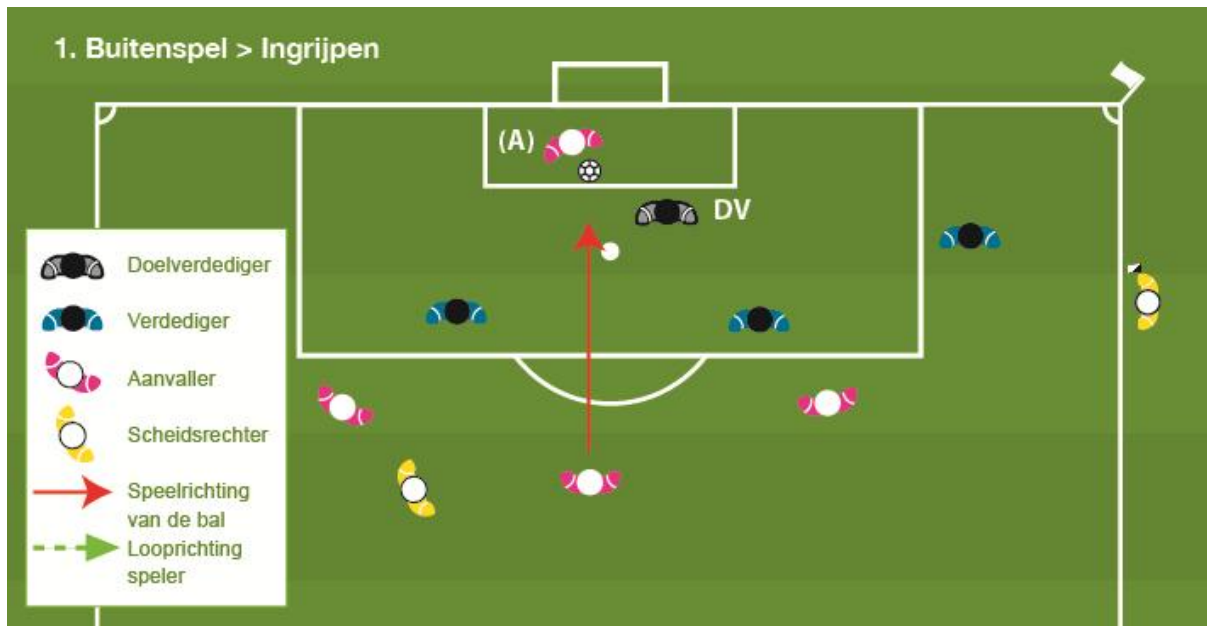 1. Buitenspel > Ingrijpen
(A)
DV
Doelverdediger
Verdediger
Aanvaller
Scheidsrechter
Speelrichting
van de bal
Looprichting
speler